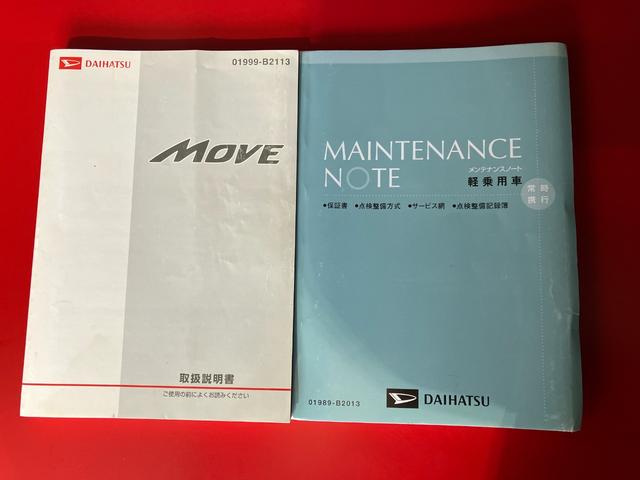 DAIHATSU
01999-B2113
MOVE
取扱説明書
ご使用の前によくお読みください
MAINTENANCE
NOTE
メンテナンスノート
軽乗用車
常時
携行
●保証書 ●点検整備方式 ●サービス網 ●点検整備記録簿
01989-B2013
DAIHATSU